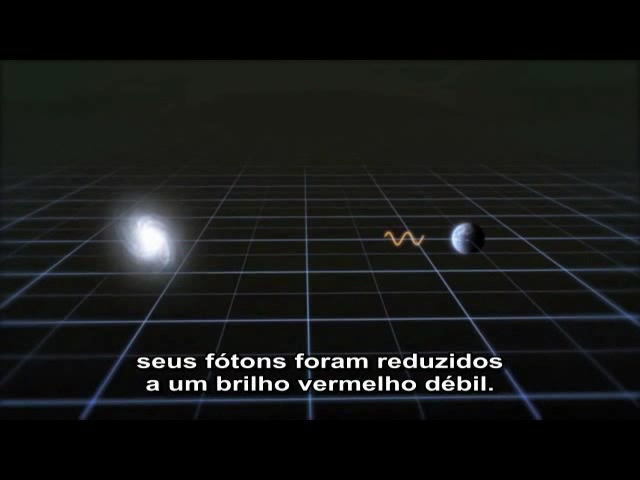 seus fótons foram reduzidos
a um brilho vermelho débil.